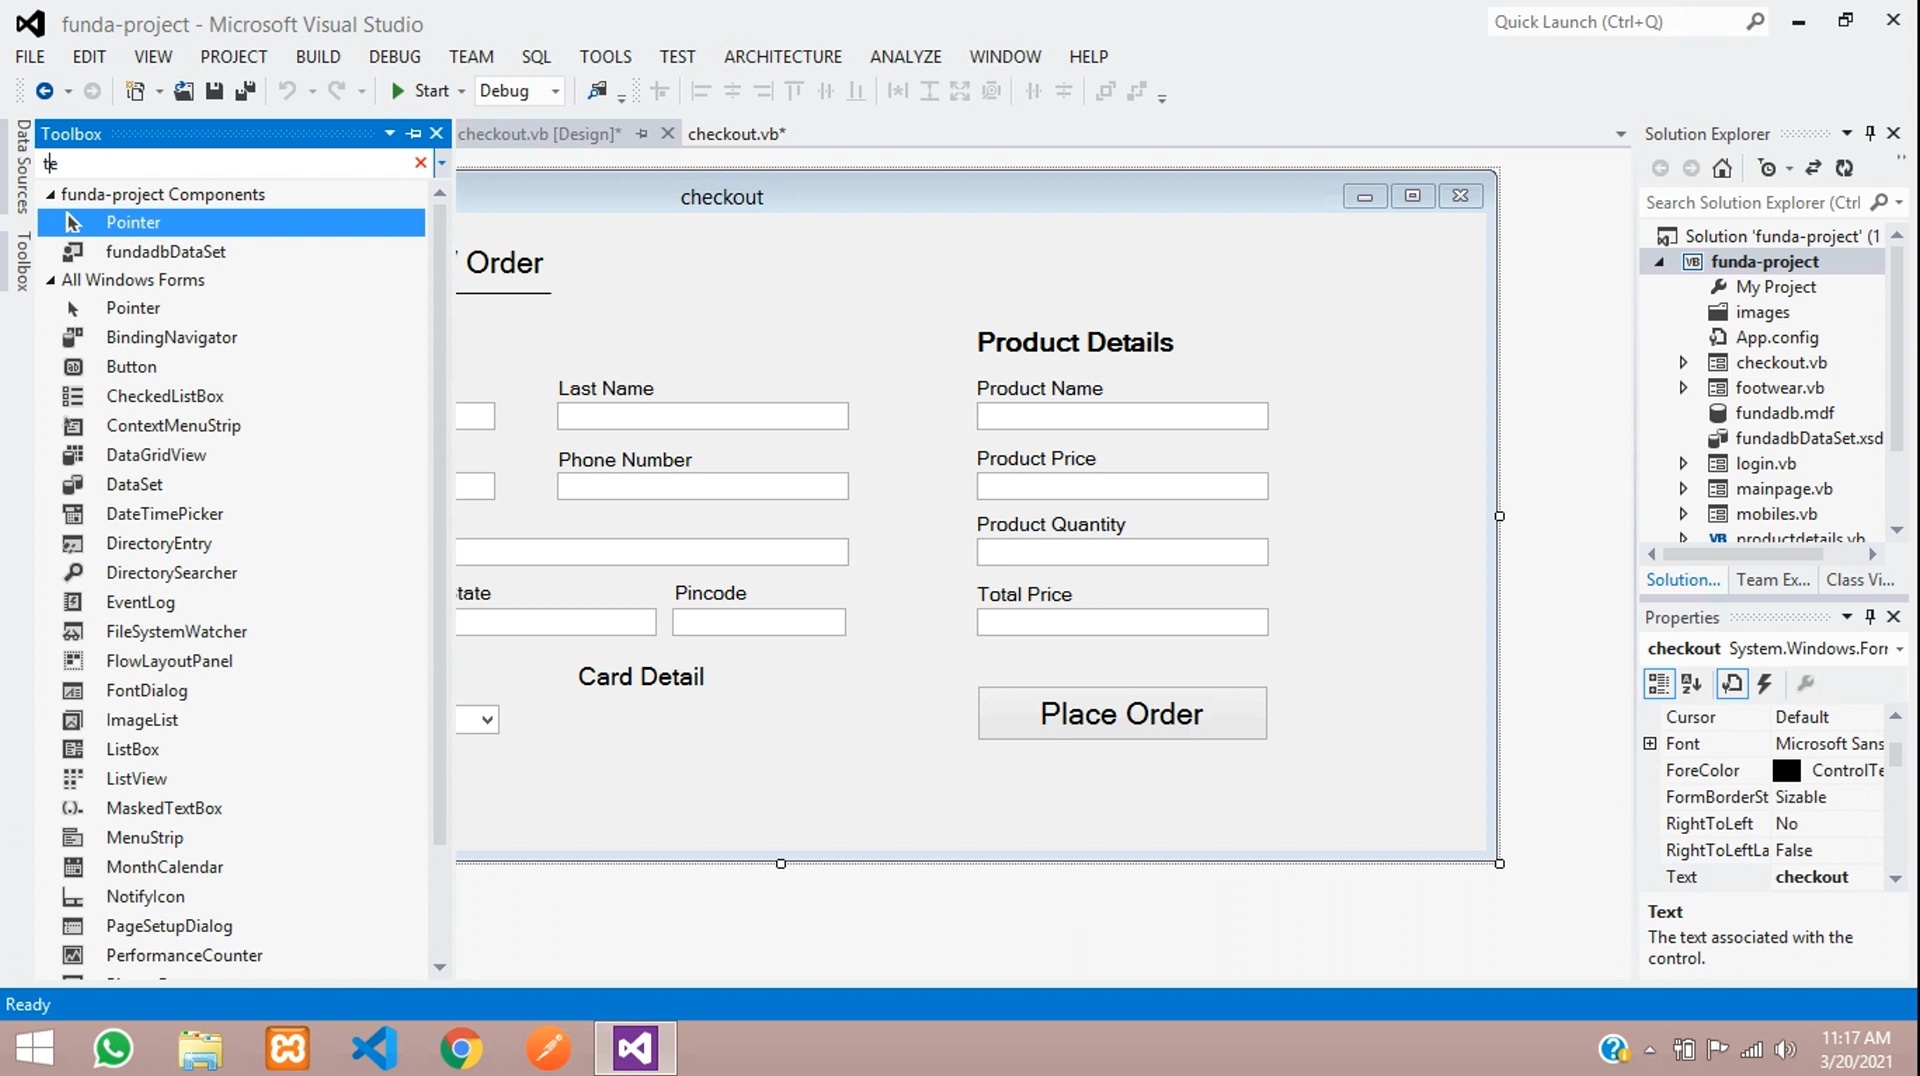 funda-project - Microsoft Visual Studio
Quick Launch (Ctrl+Q)
FILE EDIT VIEW PROJECT BUILD DEBUG TEAM SQL TOOLS TEST ARCHITECTURE ANALYZE WINDOW HELP
Start Debug
Data Sources
Toolbox
Toolbox
te
funda-project Components
Pointer
fundadbDataSet
All Windows Forms
Pointer
BindingNavigator
Button
CheckedListBox
ContextMenuStrip
DataGridView
DataSet
DateTimePicker
DirectoryEntry
DirectorySearcher
EventLog
FileSystemWatcher
FlowLayoutPanel
FontDialog
ImageList
ListBox
ListView
MaskedTextBox
MenuStrip
MonthCalendar
NotifyIcon
PageSetupDialog
PerformanceCounter
checkout.vb [Design]* checkout.vb*
checkout
Order
Last Name
Phone Number
tate Pincode
Card Detail
Product Details
Product Name
Product Price
Product Quantity
Total Price
Place Order
Solution Explorer
Search Solution Explorer (Ctrl
Solution 'funda-project' (1
VB funda-project
My Project
images
App.config
checkout.vb
footwear.vb
fundadb.mdf
fundadbDataSet.xsd
login.vb
mainpage.vb
mobiles.vb
VB productdetails.vb
Solution... Team Ex... Class Vi...
Properties
checkout System.Windows.Forr
Cursor Default
Font Microsoft Sans
ForeColor ControlTe
FormBorderSt Sizable
RightToLeft No
RightToLeftLa False
Text checkout
Text
The text associated with the
control.
Ready
11:17 AM
3/20/2021